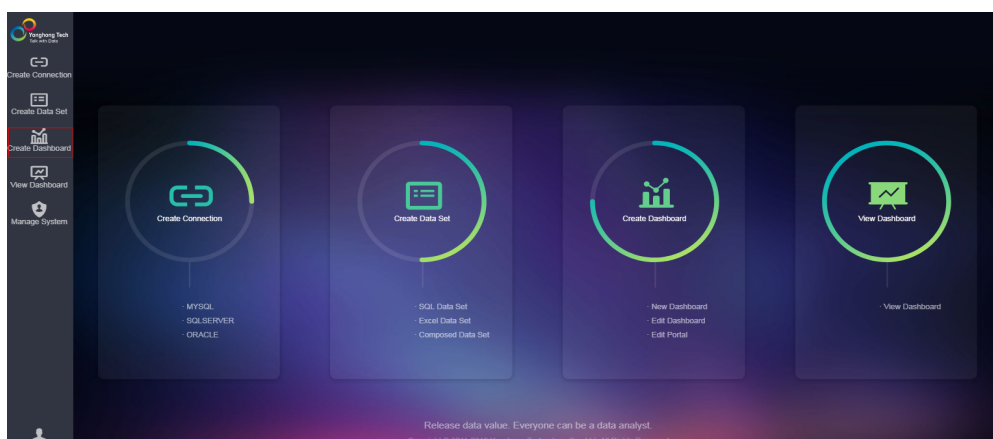 Yonghong Tech
Talk with Data
Create Connection
Create Data Set
Create Dashboard
View Dashboard
Manage System
Create Connection
· MYSQL
· SQLSERVER
· ORACLE
Create Data Set
· SQL Data Set
· Excel Data Set
· Composed Data Set
Create Dashboard
· New Dashboard
· Edit Dashboard
· Edit Portal
View Dashboard
· View Dashboard
Release data value. Everyone can be a data analyst.